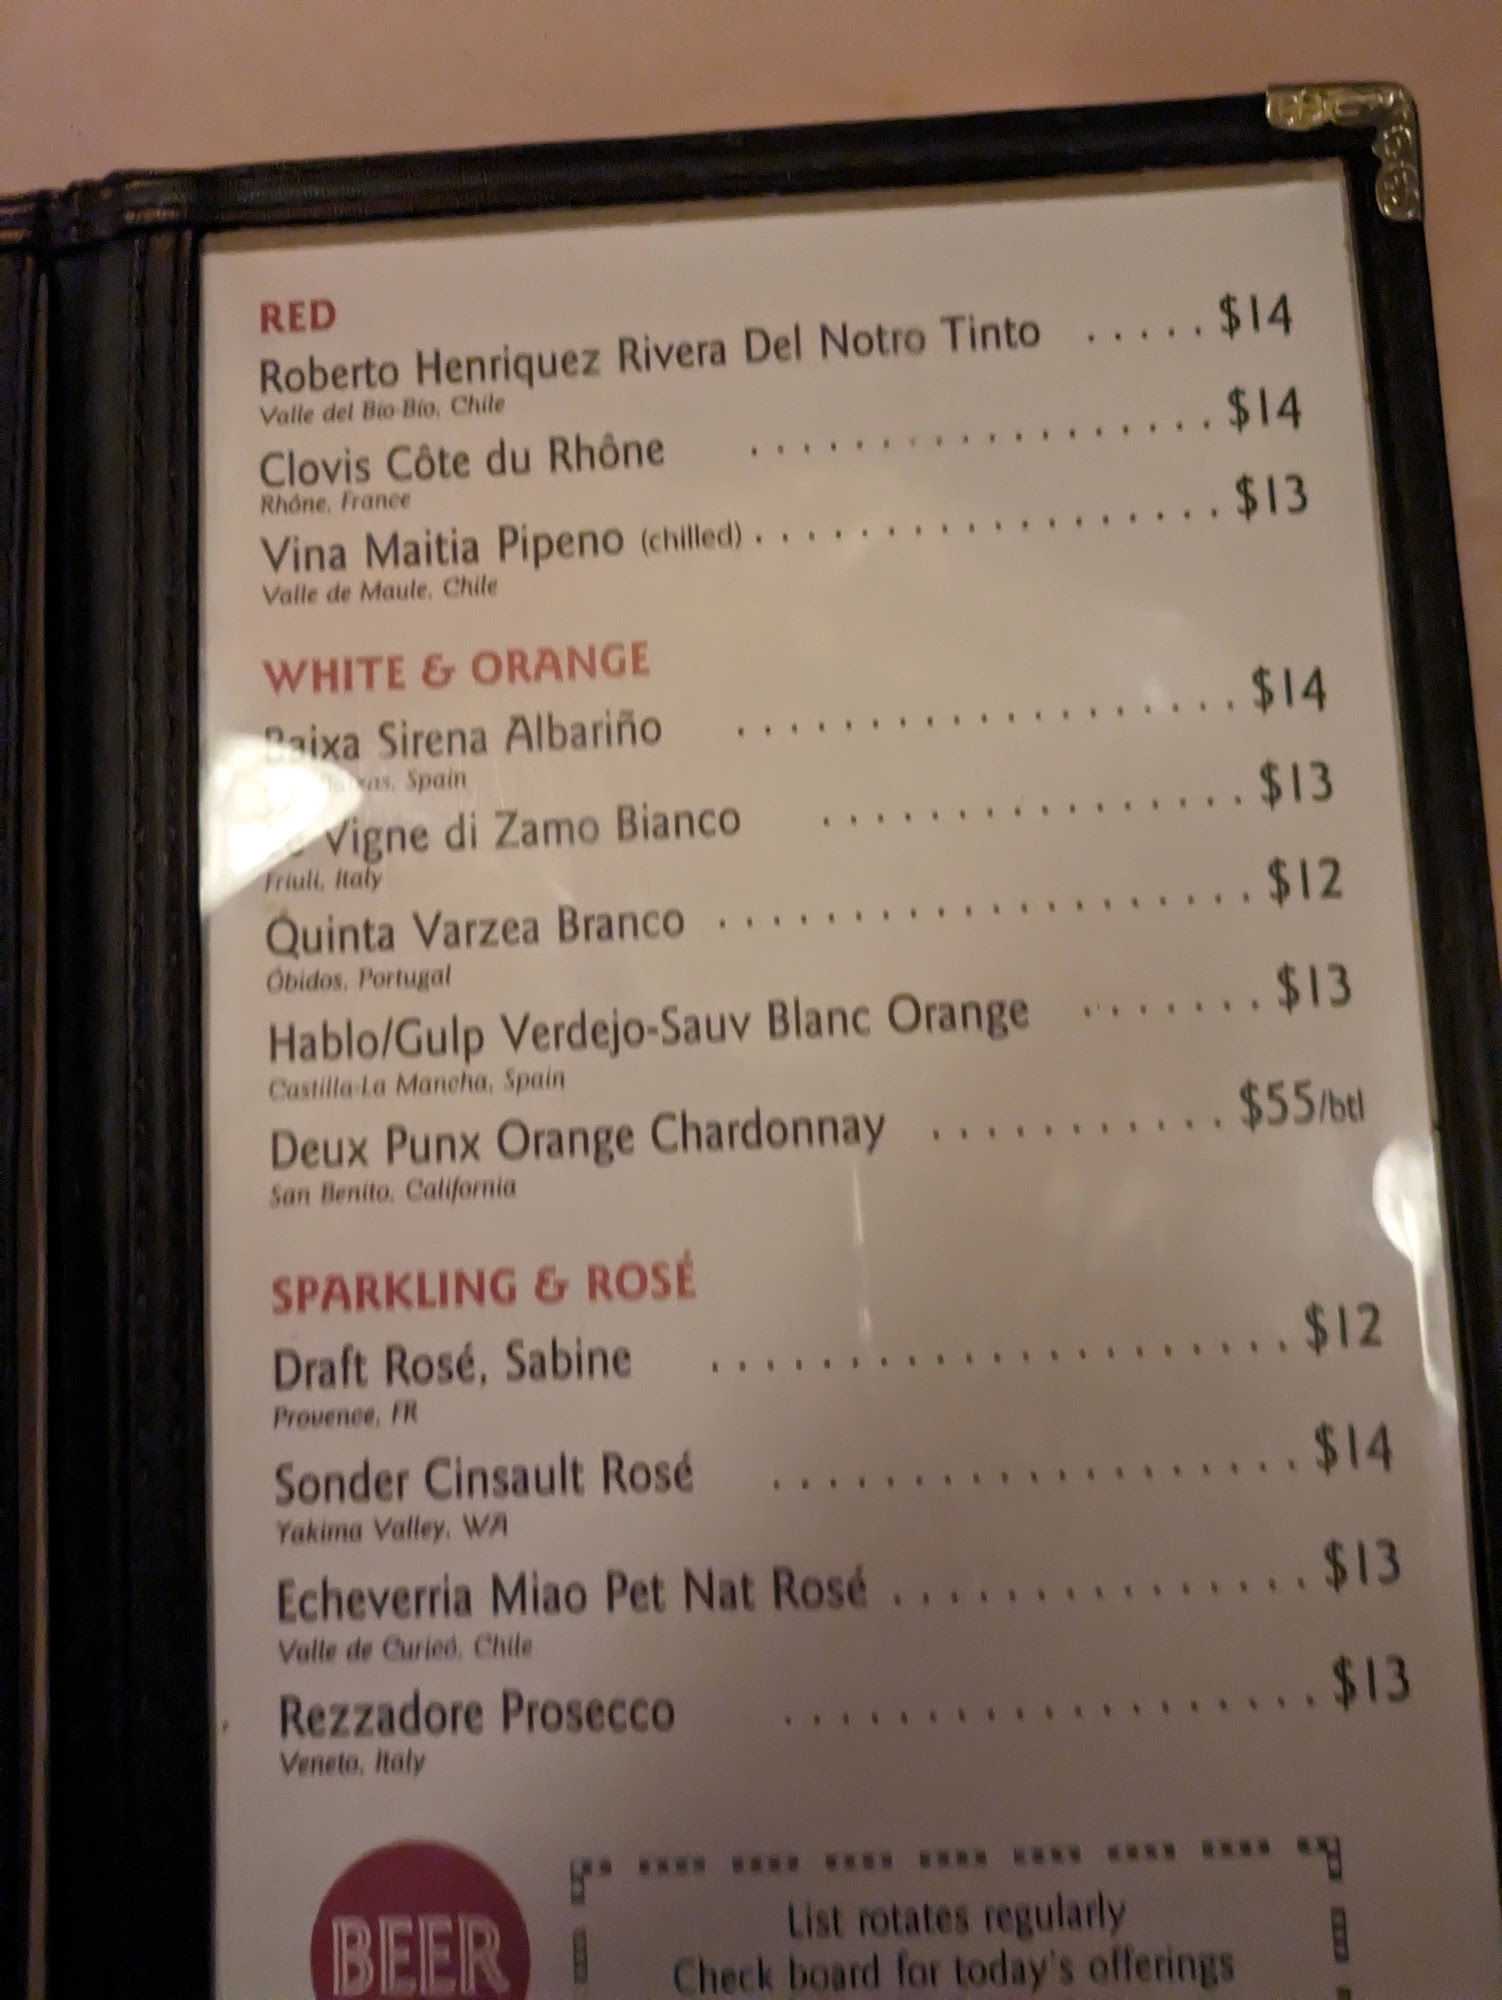 RED
Roberto Henriquez Rivera Del Notro Tinto ..... $14
Valle del Bío-Bío, Chile
Clovis Côte du Rhône .................. $14
Rhône, France
Vina Maitia Pipeno (chilled) .................. $13
Valle de Maule, Chile
WHITE & ORANGE
Baixa Sirena Albariño ................... $14
Spain
Vigne di Zamo Bianco ................ $13
Friuli, Italy
Quinta Varzea Branco .................... $12
Óbidos, Portugal
Hablo/Gulp Verdejo-Sauv Blanc Orange ....... $13
Castilla-La Mancha, Spain
Deux Punx Orange Chardonnay ........... $55/btl
San Benito, California
SPARKLING & ROSÉ
Draft Rosé, Sabine ..................... $12
Provence, FR
Sonder Cinsault Rosé ................... $14
Yakima Valley, WA
Echeverria Miao Pet Nat Rosé ............... $13
Valle de Curicó, Chile
Rezzadore Prosecco ................... $13
Veneto, Italy
BEER
List rotates regularly
Check board for today's offerings